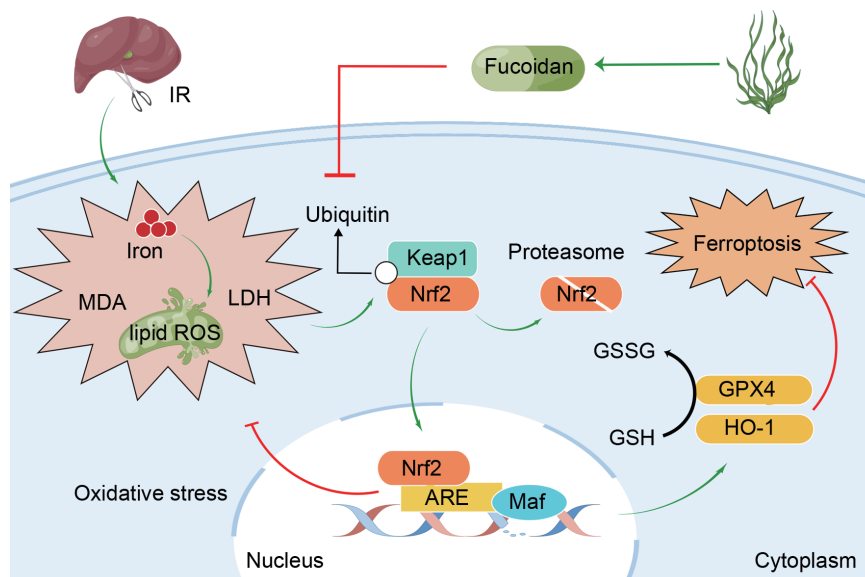 Fucoidan
IR
Ubiquitin
Iron
Keap1
Proteasome
Ferroptosis
MDA
LDH
Nrf2
Nrf2
lipid ROS
GSSG
GPX4
GSH
HO-1
Nrf2
Oxidative stress
ARE
Maf
Nucleus
Cytoplasm